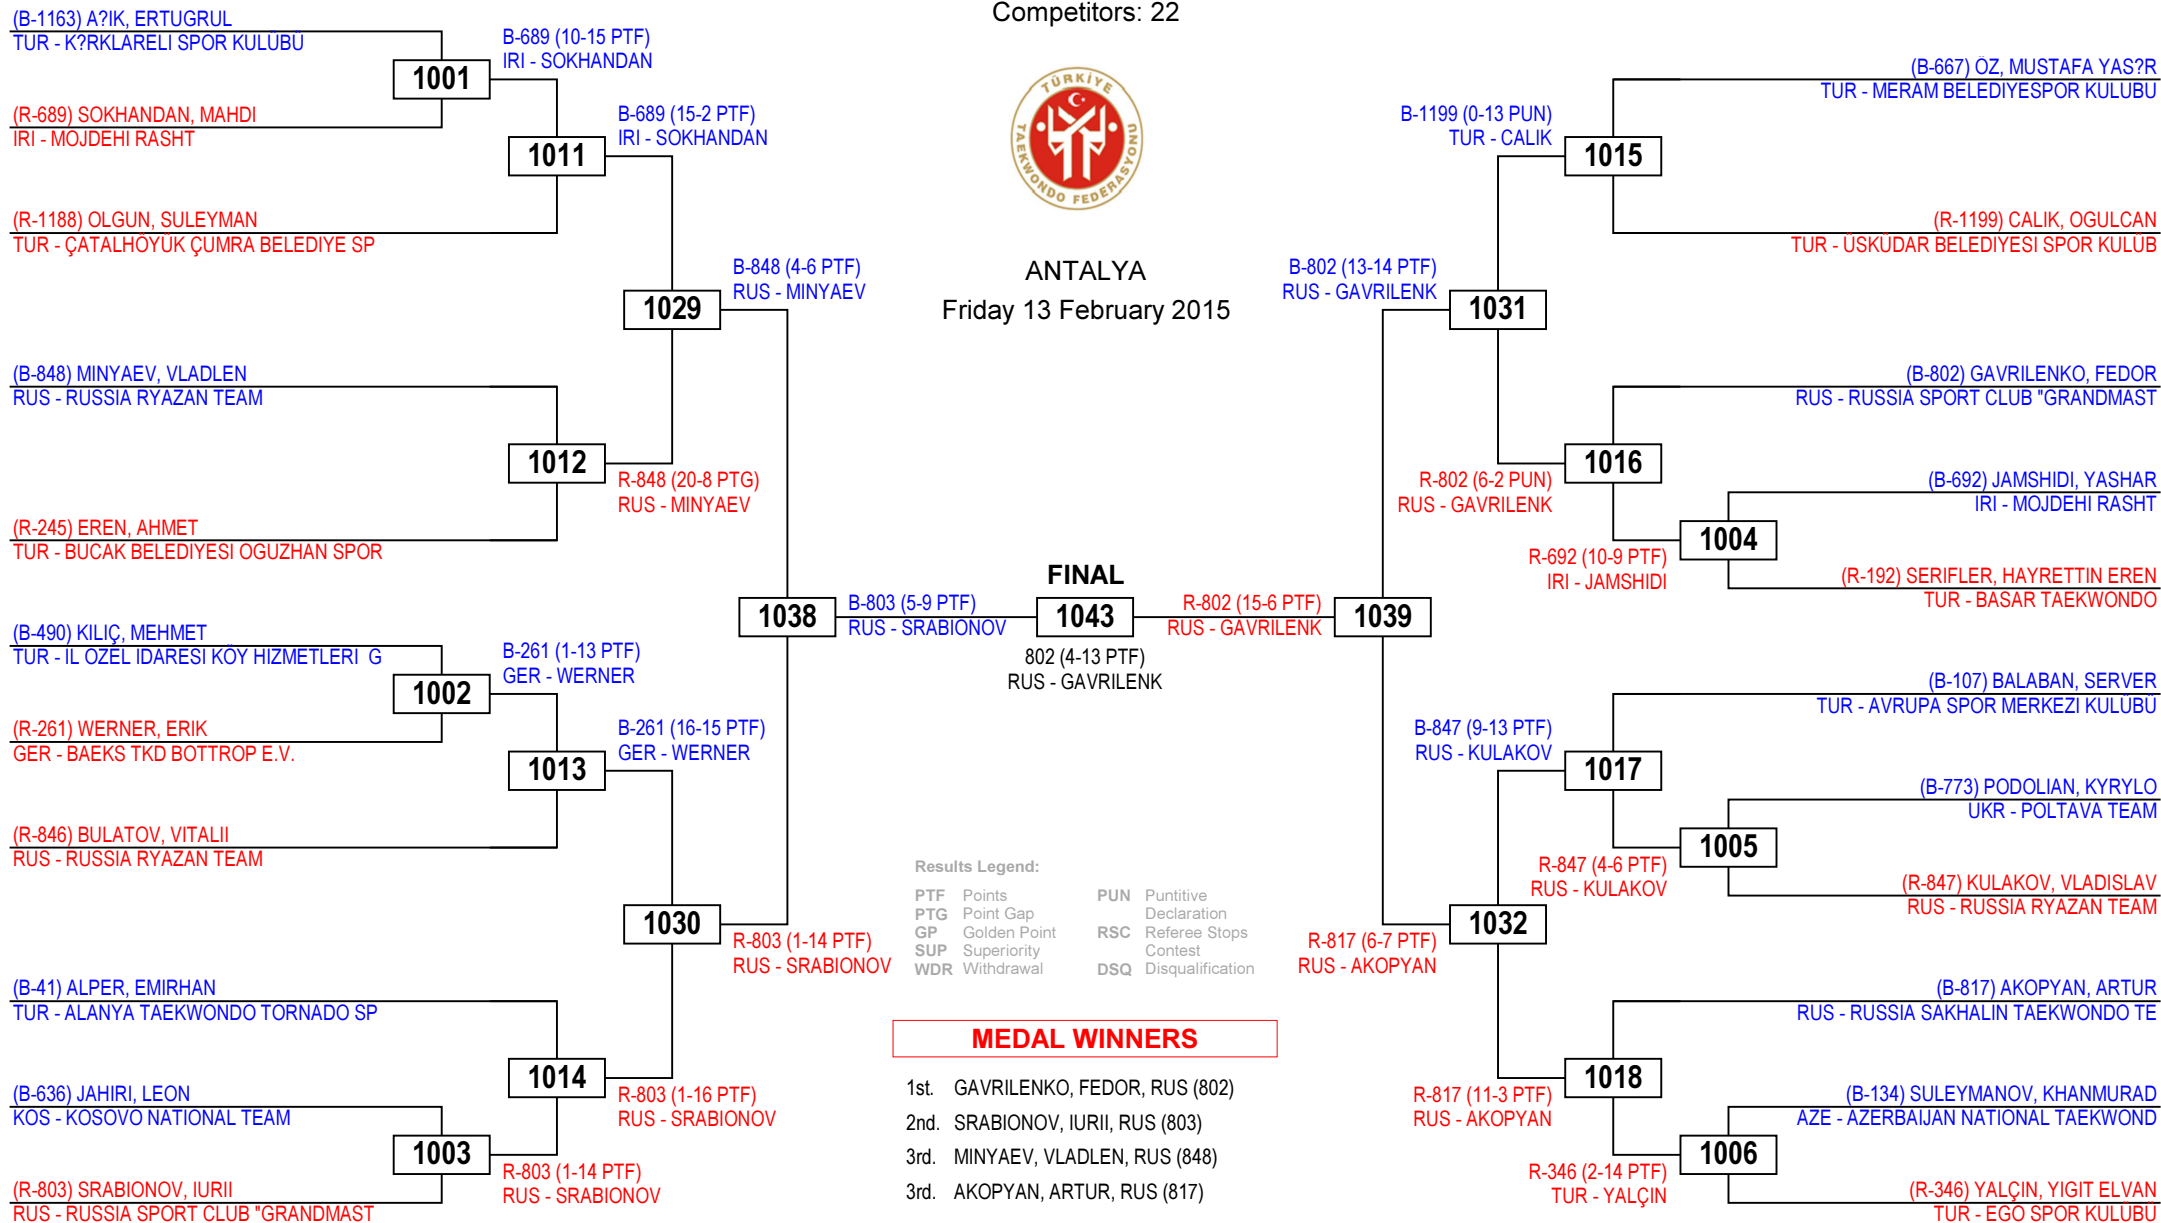 Competitors: 22
TÜRKİYE
TAEKWONDO FEDERASYONU
ANTALYA
Friday 13 February 2015
(B-1163) A?IK, ERTUGRUL
TUR - K?RKLARELI SPOR KULÜBÜ
1001
(R-689) SOKHANDAN, MAHDI
IRI - MOJDEHI RASHT
B-689 (10-15 PTF)
IRI - SOKHANDAN
1011
(R-1188) OLGUN, SULEYMAN
TUR - ÇATALHÖYÜK ÇUMRA BELEDIYE SP
B-689 (15-2 PTF)
IRI - SOKHANDAN
1029
B-848 (4-6 PTF)
RUS - MINYAEV
(B-848) MINYAEV, VLADLEN
RUS - RUSSIA RYAZAN TEAM
1012
R-848 (20-8 PTG)
RUS - MINYAEV
(R-245) EREN, AHMET
TUR - BUCAK BELEDIYESI OGUZHAN SPOR
1038
B-803 (5-9 PTF)
RUS - SRABIONOV
(B-490) KILIÇ, MEHMET
TUR - IL OZEL IDARESI KÖY HIZMETLERI G
1002
(R-261) WERNER, ERIK
GER - BAEKS TKD BOTTROP E.V.
B-261 (1-13 PTF)
GER - WERNER
1013
B-261 (16-15 PTF)
GER - WERNER
(R-846) BULATOV, VITALII
RUS - RUSSIA RYAZAN TEAM
1030
R-803 (1-14 PTF)
RUS - SRABIONOV
(B-41) ALPER, EMIRHAN
TUR - ALANYA TAEKWONDO TORNADO SP
1014
R-803 (1-16 PTF)
RUS - SRABIONOV
(B-636) JAHIRI, LEON
KOS - KOSOVO NATIONAL TEAM
1003
R-803 (1-14 PTF)
RUS - SRABIONOV
(R-803) SRABIONOV, IURII
RUS - RUSSIA SPORT CLUB "GRANDMAST
FINAL
1043
802 (4-13 PTF)
RUS - GAVRILENK
R-802 (15-6 PTF)
RUS - GAVRILENK
1039
(B-667) ÖZ, MUSTAFA YAS?R
TUR - MERAM BELEDIYESPOR KULUBU
B-1199 (0-13 PUN)
TUR - CALIK
1015
(R-1199) CALIK, OGULCAN
TUR - ÜSKÜDAR BELEDIYESI SPOR KULÜB
B-802 (13-14 PTF)
RUS - GAVRILENK
1031
(B-802) GAVRILENKO, FEDOR
RUS - RUSSIA SPORT CLUB "GRANDMAST
1016
R-802 (6-2 PUN)
RUS - GAVRILENK
(B-692) JAMSHIDI, YASHAR
IRI - MOJDEHI RASHT
1004
R-692 (10-9 PTF)
IRI - JAMSHIDI
(R-192) SERIFLER, HAYRETTIN EREN
TUR - BASAR TAEKWONDO
(B-107) BALABAN, SERVER
TUR - AVRUPA SPOR MERKEZI KULÜBÜ
B-847 (9-13 PTF)
RUS - KULAKOV
1017
(B-773) PODOLIAN, KYRYLO
UKR - POLTAVA TEAM
1005
R-847 (4-6 PTF)
RUS - KULAKOV
(R-847) KULAKOV, VLADISLAV
RUS - RUSSIA RYAZAN TEAM
1032
R-817 (6-7 PTF)
RUS - AKOPYAN
(B-817) AKOPYAN, ARTUR
RUS - RUSSIA SAKHALIN TAEKWONDO TE
1018
R-817 (11-3 PTF)
RUS - AKOPYAN
(B-134) SULEYMANOV, KHANMURAD
AZE - AZERBAIJAN NATIONAL TAEKWOND
1006
R-346 (2-14 PTF)
TUR - YALÇIN
(R-346) YALÇIN, YIGIT ELVAN
TUR - EGO SPOR KULÜBÜ
Results Legend:
PTF Points
PTG Point Gap
GP Golden Point
SUP Superiority
WDR Withdrawal
PUN Puntitive
Declaration
RSC Referee Stops
Contest
DSQ Disqualification
MEDAL WINNERS
1st. GAVRILENKO, FEDOR, RUS (802)
2nd. SRABIONOV, IURII, RUS (803)
3rd. MINYAEV, VLADLEN, RUS (848)
3rd. AKOPYAN, ARTUR, RUS (817)